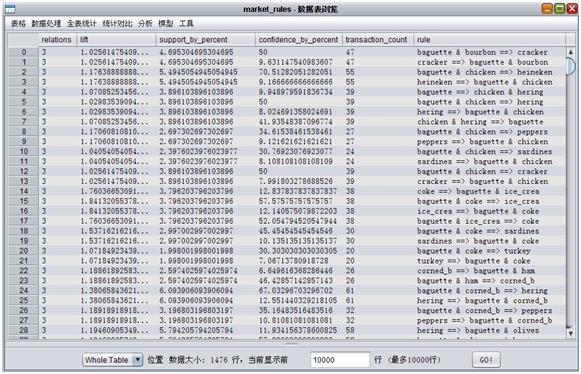 market_rules - 数据表浏览
表格 数据处理 全表统计 统计对比 分析 模型 工具
relations lift support_by_percent confidence_by_percent transaction_count rule
0 3 1.02561475409... 4.695304695304695 50 47 baguette & bourbon ==> cracker
1 3 1.02561475409... 4.695304695304695 9.631147540983607 47 cracker ==> baguette & bourbon
2 3 1.17638888888... 5.494505494505495 70.51282051282051 55 baguette & chicken ==> heineken
3 3 1.17638888888... 5.494505494505495 9.16666666666666 55 heineken ==> baguette & chicken
4 3 1.07085253456... 3.896103896103896 9.948979591836734 39 baguette ==> chicken & hering
5 3 1.02983539094... 3.896103896103896 50 39 baguette & chicken ==> hering
6 3 1.02983539094... 3.896103896103896 8.024691358024691 39 hering ==> baguette & chicken
7 3 1.07085253456... 3.896103896103896 41.93548387096774 39 chicken & hering ==> baguette
8 3 1.17060810810... 2.697302697302697 34.61538461538461 27 baguette & chicken ==> peppers
9 3 1.17060810810... 2.697302697302697 9.121621621621621 27 peppers ==> baguette & chicken
10 3 1.04054054054... 2.397602397602397 30.76923076923077 24 baguette & chicken ==> sardines
11 3 1.04054054054... 2.3976023976023977 8.108108108108109 24 sardines ==> baguette & chicken
12 3 1.02561475409... 3.896103896103896 50 39 baguette & chicken ==> cracker
13 3 1.02561475409... 3.896103896103896 7.991803278688526 39 cracker ==> baguette & chicken
14 3 1.76036653091... 3.796203796203796 12.837837837837837 38 coke ==> baguette & ice_crea
15 3 1.84132055378... 3.796203796203796 57.57575757575757 38 baguette & coke ==> ice_crea
16 3 1.84132055378... 3.796203796203796 12.140575079872203 38 ice_crea ==> baguette & coke
17 3 1.76036653091... 3.796203796203796 52.054794520547944 38 baguette & ice_crea ==> coke
18 3 1.53716216216... 2.997002997002997 45.45454545454546 30 baguette & coke ==> sardines
19 3 1.53716216216... 2.997002997002997 10.135135135135137 30 sardines ==> baguette & coke
20 3 1.07184923439... 1.998001998001998 30.303030303030305 20 baguette & coke ==> turkey
21 3 1.07184923439... 1.998001998001998 7.06713780918728 20 turkey ==> baguette & coke
22 3 1.18861892583... 2.5974025974025974 6.649616368286446 26 corned_b ==> baguette & ham
23 3 1.18861892583... 2.5974025974025974 46.42857142857143 26 baguette & ham ==> corned_b
24 3 1.38065843621... 6.093906093906094 67.03296703296702 61 baguette & corned_b ==> hering
25 3 1.38065843621... 6.093906093906094 12.551440329218105 61 hering ==> baguette & corned_b
26 3 1.18918918918... 3.196803196803197 35.16483516483516 32 baguette & corned_b ==> peppers
27 3 1.18918918918... 3.196803196803197 10.81081081081081 32 peppers ==> baguette & corned_b
28 3 1.19460905349... 5.794205794205794 11.934156378600825 58 hering ==> baguette & olives
Whole Table 位置 数据大小: 1476 行，当前显前 10000 行 (最多10000行) GO!